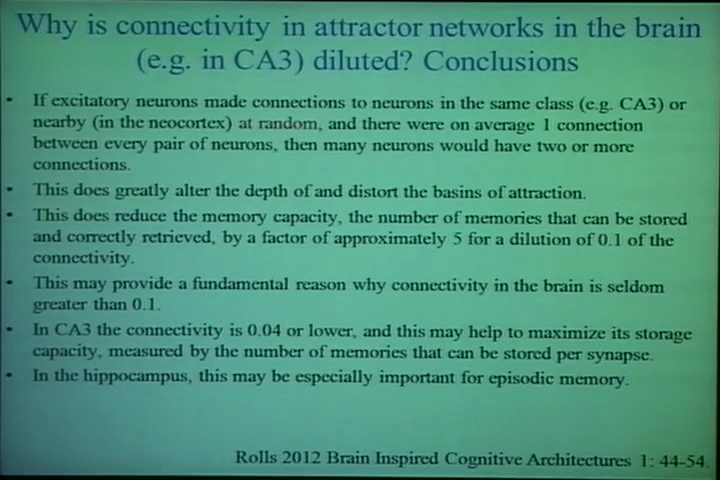 Why is connectivity in attractor networks in the brain
(e.g. in CA3) diluted? Conclusions
• If excitatory neurons made connections to neurons in the same class (e.g. CA3) or
nearby (in the neocortex) at random, and there were on average 1 connection
between every pair of neurons, then many neurons would have two or more
connections.
• This does greatly alter the depth of and distort the basins of attraction.
• This does reduce the memory capacity, the number of memories that can be stored
and correctly retrieved, by a factor of approximately 5 for a dilution of 0.1 of the
connectivity.
• This may provide a fundamental reason why connectivity in the brain is seldom
greater than 0.1.
• In CA3 the connectivity is 0.04 or lower, and this may help to maximize its storage
capacity, measured by the number of memories that can be stored per synapse.
• In the hippocampus, this may be especially important for episodic memory.
Rolls 2012 Brain Inspired Cognitive Architectures 1: 44-54.